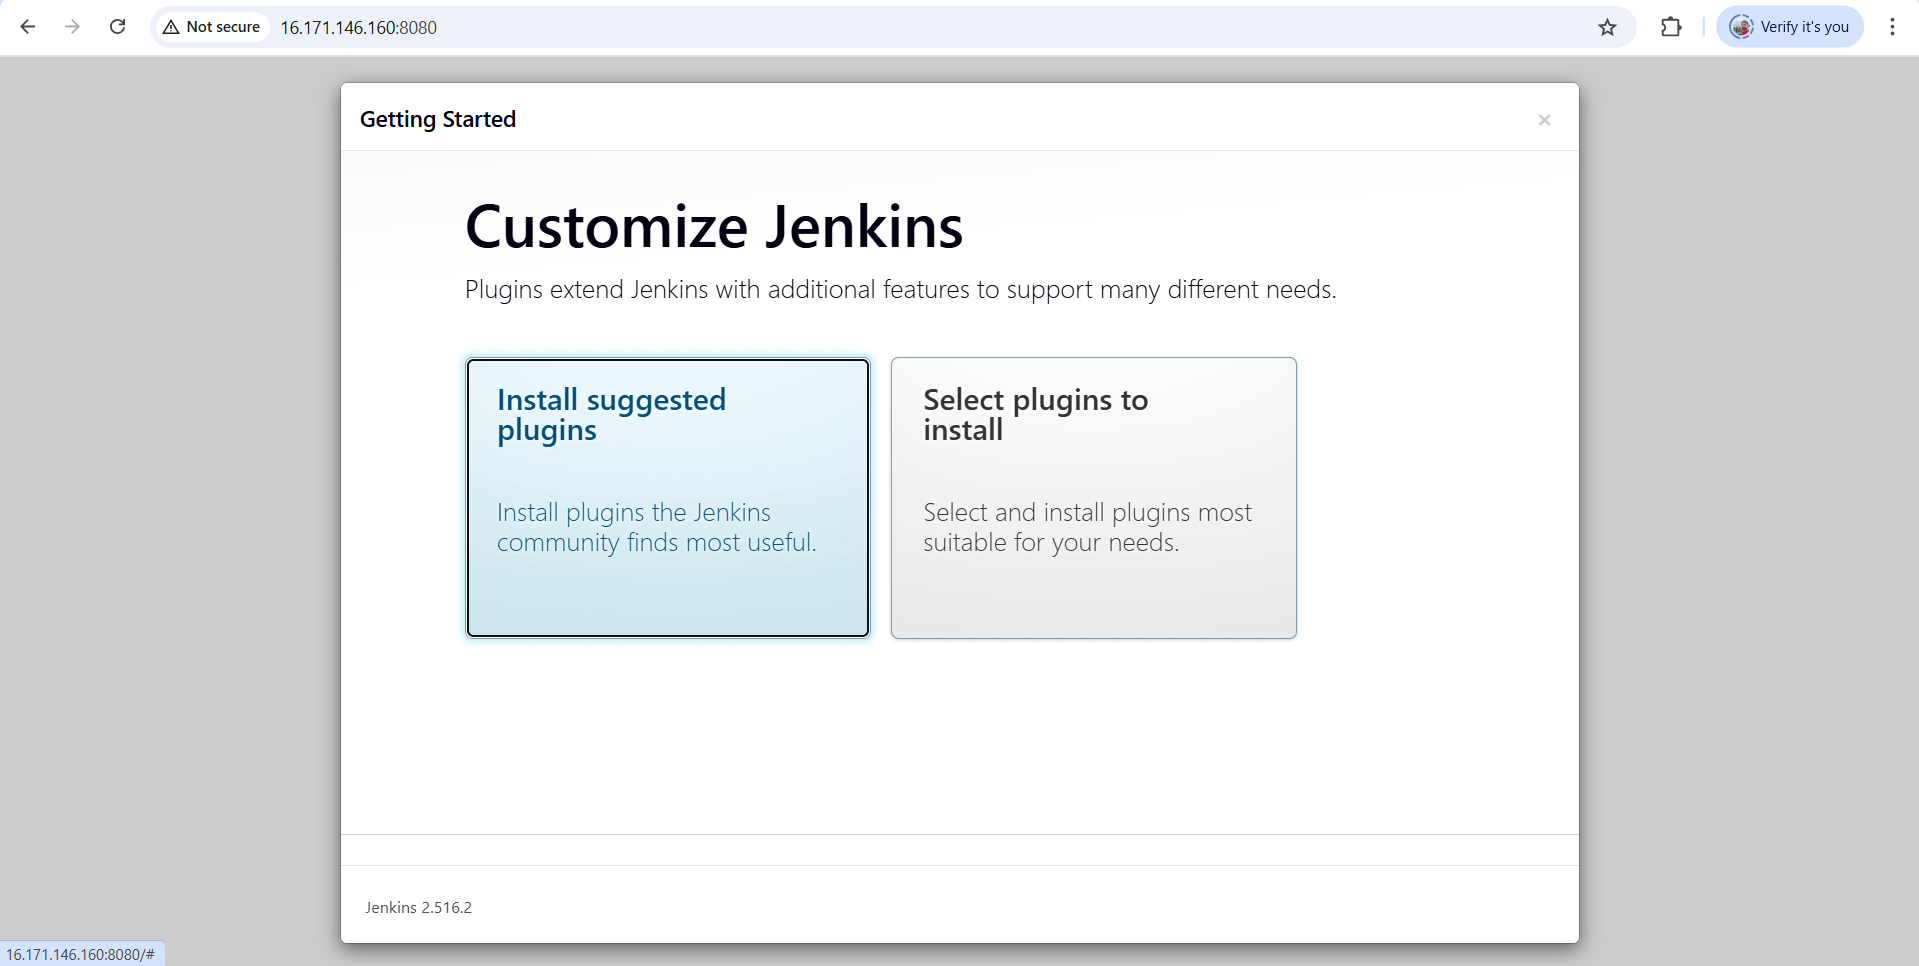 Not secure
16.171.146.160:8080
Verify it's you
Getting Started
×
Customize Jenkins
Plugins extend Jenkins with additional features to support many different needs.
Install suggested
plugins
Install plugins the Jenkins
community finds most useful.
Select plugins to
install
Select and install plugins most
suitable for your needs.
Jenkins 2.516.2
16.171.146.160:8080/#